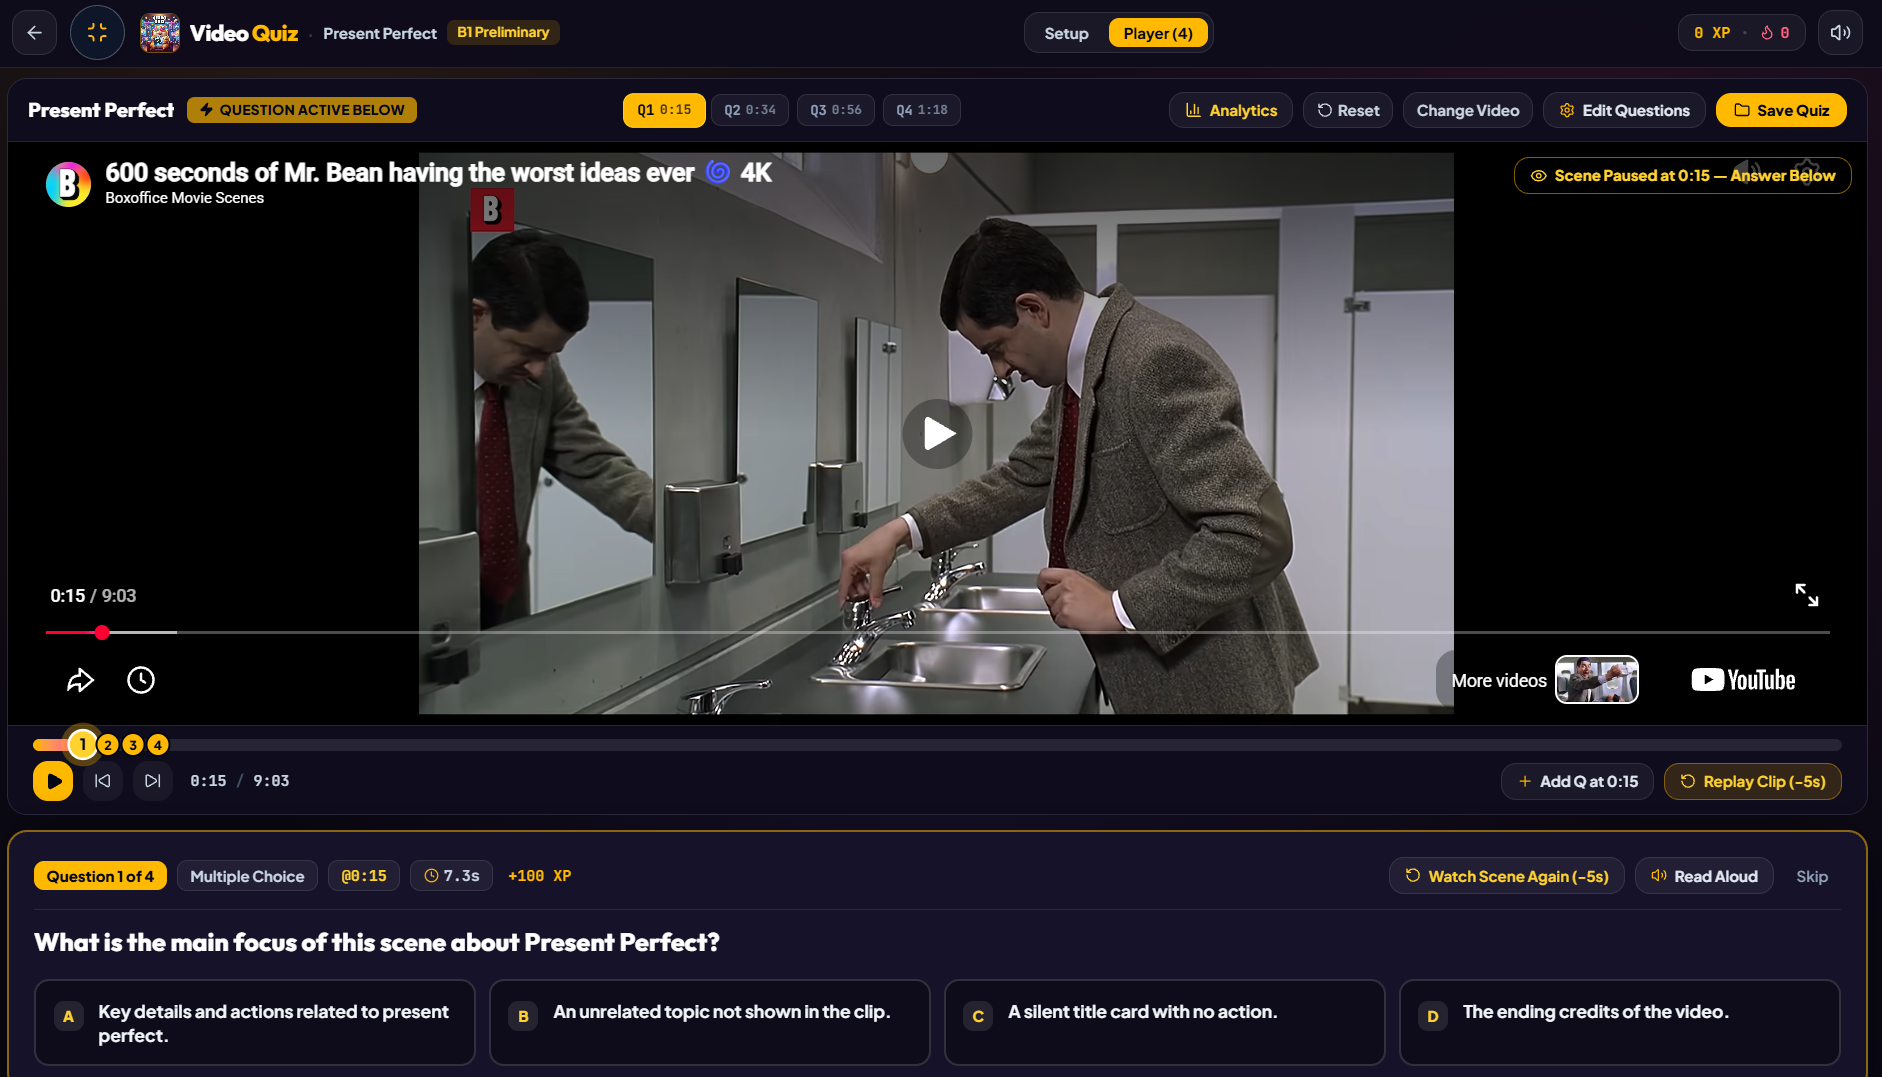 Video Quiz · Present Perfect B1 Preliminary
Setup Player (4)
0 XP · 0
Present Perfect QUESTION ACTIVE BELOW
Q1 0:15 Q2 0:34 Q3 0:56 Q4 1:18
Analytics Reset Change Video Edit Questions Save Quiz
B 600 seconds of Mr. Bean having the worst ideas ever 🌀 4K
Boxoffice Movie Scenes
Scene Paused at 0:15 — Answer Below
B
0:15 / 9:03
More videos YouTube
1 2 3 4
0:15 / 9:03
+ Add Q at 0:15 Replay Clip (-5s)
Question 1 of 4 Multiple Choice @0:15 7.3s +100 XP
Watch Scene Again (-5s) Read Aloud Skip
What is the main focus of this scene about Present Perfect?
A Key details and actions related to present
perfect.
B An unrelated topic not shown in the clip.
C A silent title card with no action.
D The ending credits of the video.